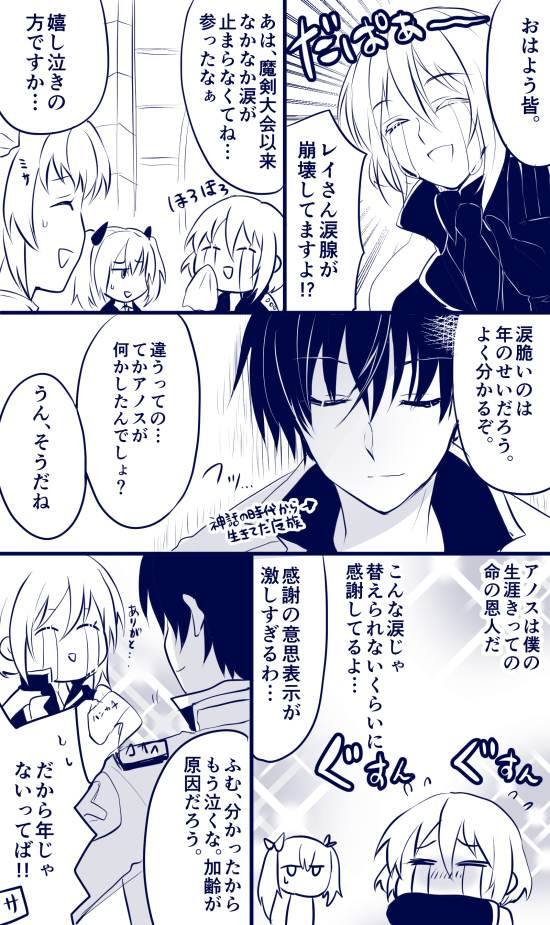 おはよう皆。
だぱぁー
レイさん涙腺が
崩壊してますよ!?
あは、魔剣大会以来
なかなか涙が
止まらなくてね…
参ったなぁ
ほろほろ
嬉し泣きの
方ですか…
ミサ
涙脆いのは
年のせいだろう。
よく分かるぞ。
フッ…
神話の時代から
生きてた魔族
違うっての…
てかアノスが
何かしたんでしょ?
うん、そうだね
アノスは僕の
生涯きっての
命の恩人だ
こんな涙じゃ
替えられないくらいに
感謝してるよ…
ぐすん
ぐすん
感謝の意思表示が
激しすぎるわ…
ありがと…
ハンカチ
ふむ、分かったから
もう泣くな。加齢が
原因だろう。
だから年じゃ
ないってば!!
サ